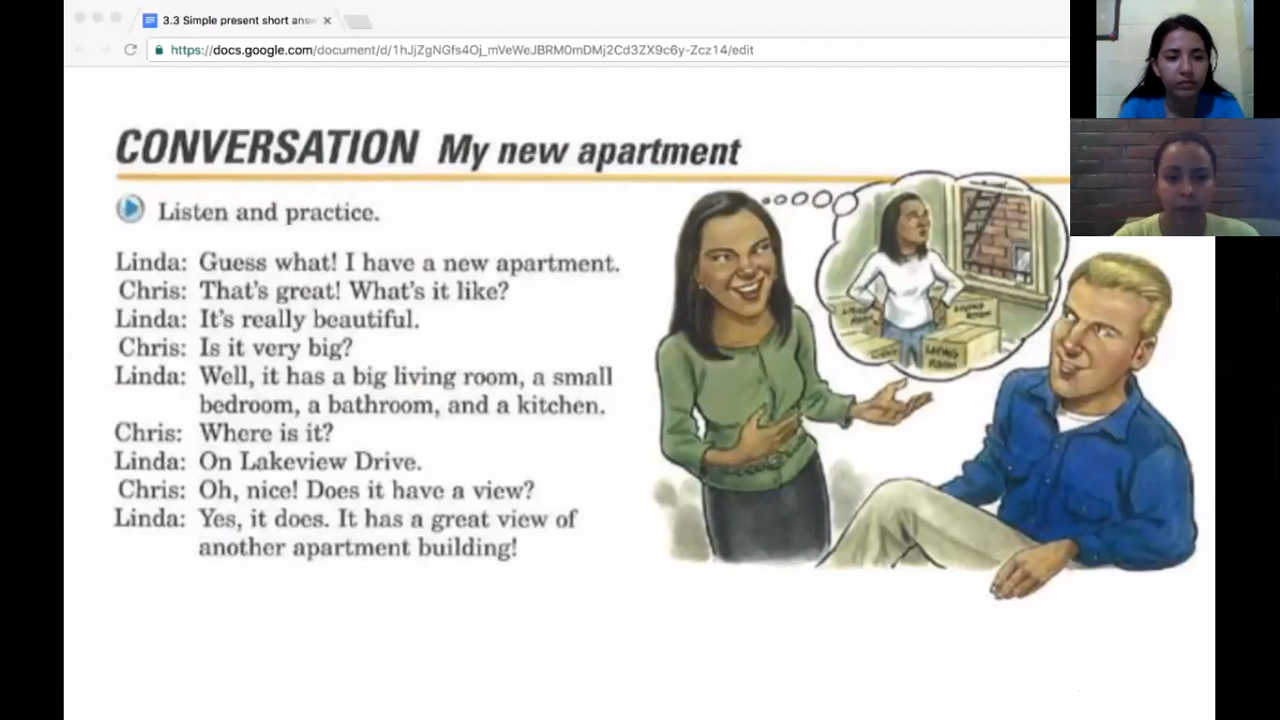 3.3 Simple present short ans
https://docs.google.com/document/d/1hJjZgNGfs4Oj_mVeWeJBRM0mDMj2Cd3ZX9c6y-Zcz14/edit
CONVERSATION My new apartment
Listen and practice.
Linda: Guess what! I have a new apartment.
Chris: That's great! What's it like?
Linda: It's really beautiful.
Chris: Is it very big?
Linda: Well, it has a big living room, a small
bedroom, a bathroom, and a kitchen.
Chris: Where is it?
Linda: On Lakeview Drive.
Chris: Oh, nice! Does it have a view?
Linda: Yes, it does. It has a great view of
another apartment building!
LIVING
ROOM